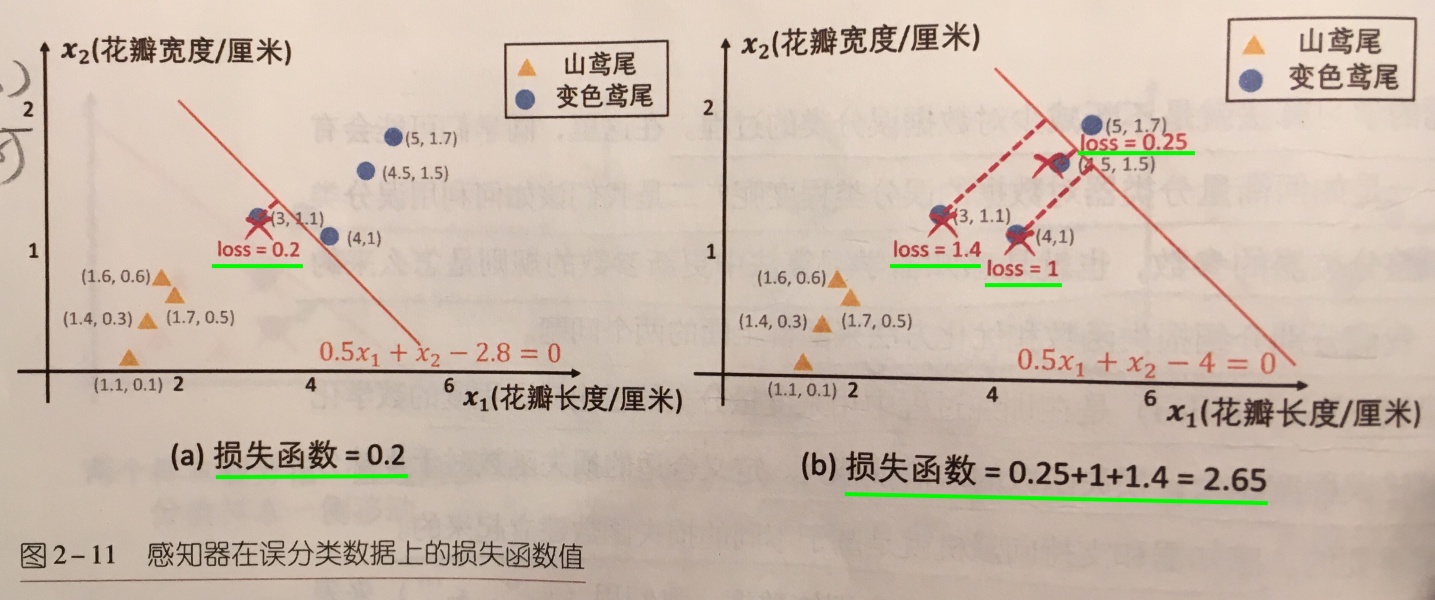 x₂(花瓣宽度/厘米)
山鸢尾
变色鸢尾
2
(5, 1.7)
(4.5, 1.5)
(3, 1.1)
(4,1)
1
loss = 0.2
(1.6, 0.6)
(1.4, 0.3)
(1.7, 0.5)
0.5x₁ + x₂ − 2.8 = 0
(1.1, 0.1)
2
4
6
x₁(花瓣长度/厘米)
(a) 损失函数 = 0.2
x₂(花瓣宽度/厘米)
山鸢尾
变色鸢尾
2
(5, 1.7)
loss = 0.25
(4.5, 1.5)
(3, 1.1)
(4,1)
1
loss = 1.4
loss = 1
(1.6, 0.6)
(1.4, 0.3)
(1.7, 0.5)
0.5x₁ + x₂ − 4 = 0
(1.1, 0.1)
2
4
6
x₁(花瓣长度/厘米)
(b) 损失函数 = 0.25+1+1.4 = 2.65
图2-11 感知器在误分类数据上的损失函数值